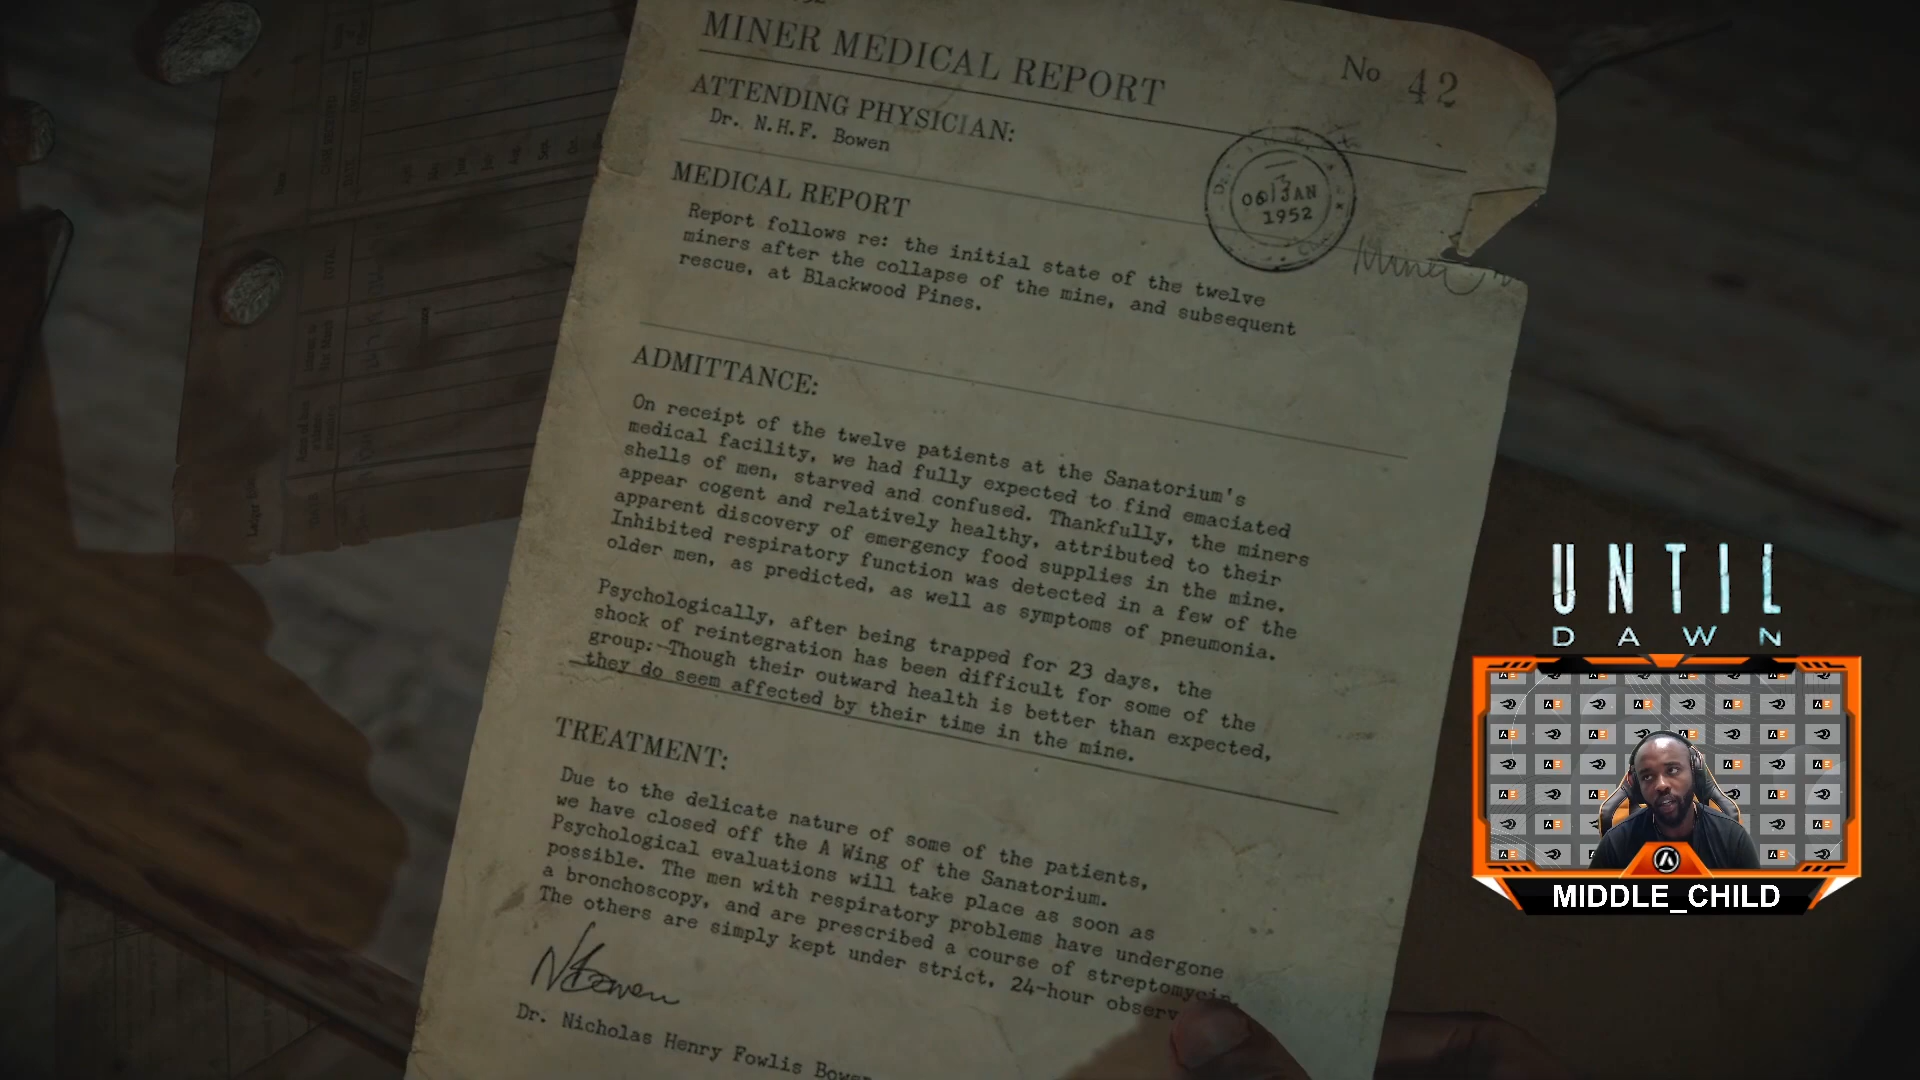 MINER MEDICAL REPORT
No 42
ATTENDING PHYSICIAN:
Dr. N.H.F. Bowen
06 JAN
1952
MEDICAL REPORT
Report follows re: the initial state of the twelve
miners after the collapse of the mine, and subsequent
rescue, at Blackwood Pines.
Miner
ADMITTANCE:
On receipt of the twelve patients at the Sanatorium's
medical facility, we had fully expected to find emaciated
shells of men, starved and confused. Thankfully, the miners
appear cogent and relatively healthy, attributed to their
apparent discovery of emergency food supplies in the mine.
Inhibited respiratory function was detected in a few of the
older men, as predicted, as well as symptoms of pneumonia.
Psychologically, after being trapped for 23 days, the
shock of reintegration has been difficult for some of the
group: Though their outward health is better than expected,
they do seem affected by their time in the mine.
TREATMENT:
Due to the delicate nature of some of the patients,
we have closed off the A Wing of the Sanatorium.
Psychological evaluations will take place as soon as
possible. The men with respiratory problems have undergone
a bronchoscopy, and are prescribed a course of streptomycin.
The others are simply kept under strict, 24-hour observ
NBowen
Dr. Nicholas Henry Fowlis Bowen
UNTIL
DAWN
MIDDLE_CHILD